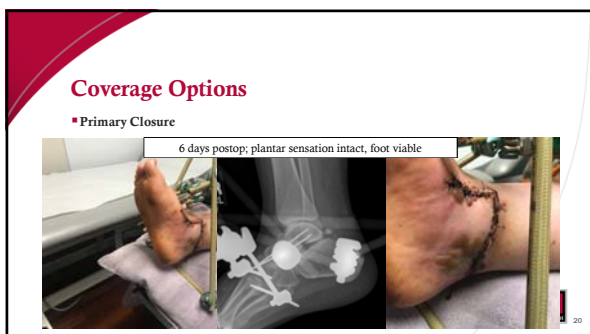 Coverage Options
▪Primary Closure
6 days postop; plantar sensation intact, foot viable
20